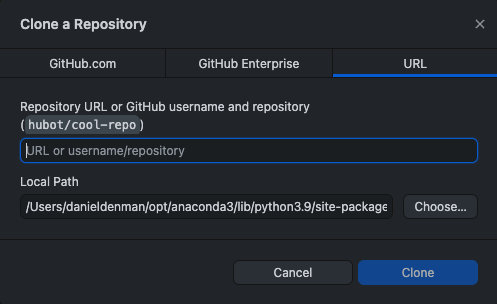 Clone a Repository
GitHub.com
GitHub Enterprise
URL
Repository URL or GitHub username and repository
(hubot/cool-repo)
URL or username/repository
Local Path
/Users/danieldenman/opt/anaconda3/lib/python3.9/site-package
Choose...
Cancel
Clone